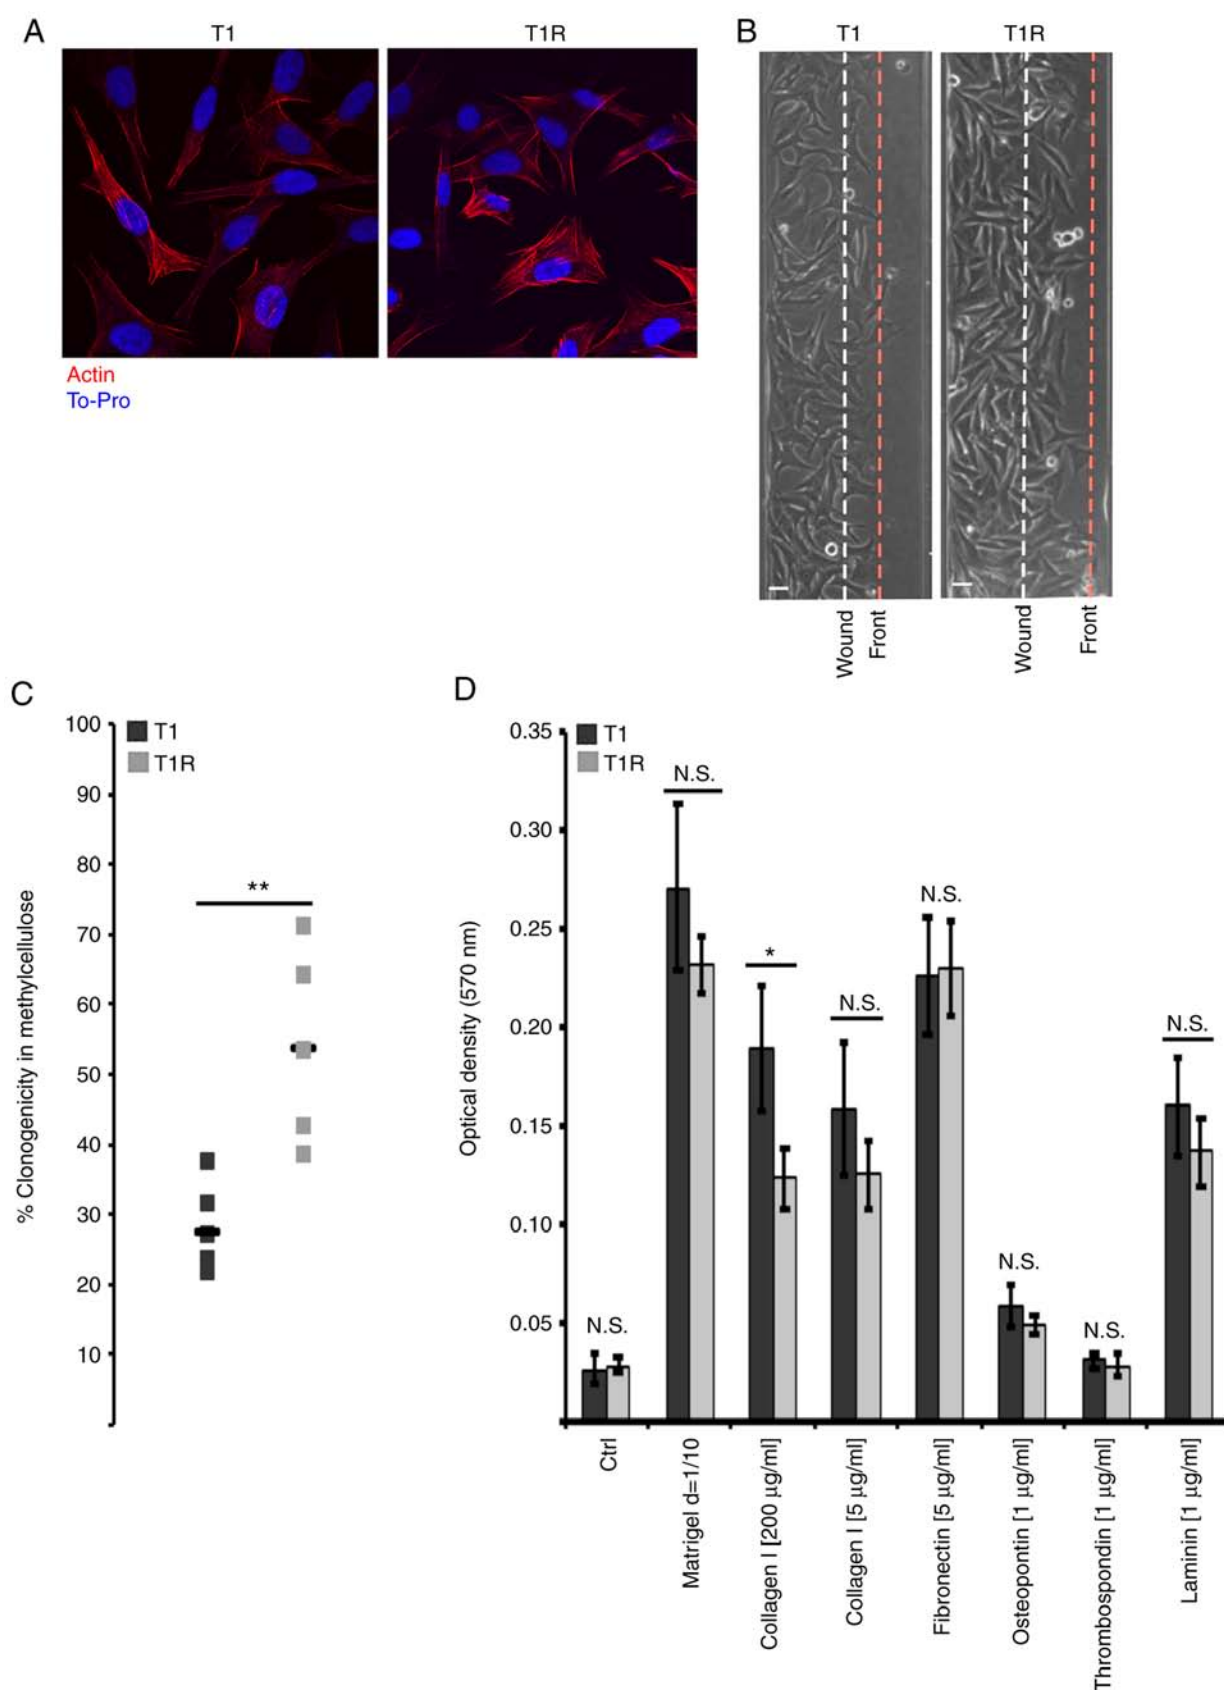 A
T1
T1R
Actin
To-Pro
B
T1
T1R
Wound
Front
Wound
Front
C
% Clonogenicity in methylcellulose
100
90
80
70
60
50
40
30
20
10
T1
T1R
**
D
Optical density (570 nm)
0.35
0.30
0.25
0.20
0.15
0.10
0.05
T1
T1R
N.S.
N.S.
*
N.S.
N.S.
N.S.
N.S.
N.S.
Ctrl
Matrigel d=1/10
Collagen I [200 µg/ml]
Collagen I [5 µg/ml]
Fibronectin [5 µg/ml]
Osteopontin [1 µg/ml]
Thrombospondin [1 µg/ml]
Laminin [1 µg/ml]